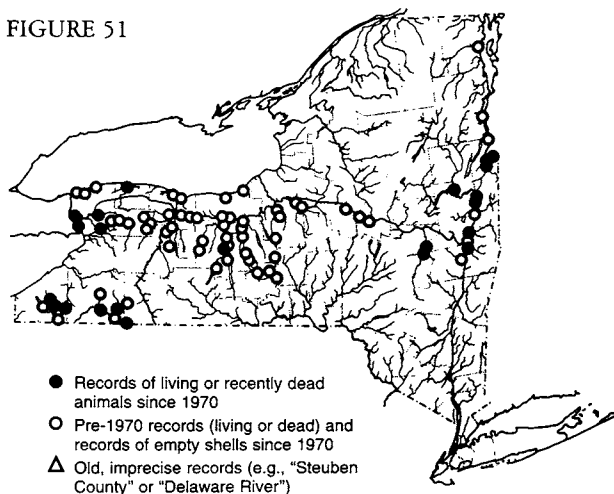 FIGURE 51
● Records of living or recently dead
animals since 1970
○ Pre-1970 records (living or dead) and
records of empty shells since 1970
△ Old, imprecise records (e.g., "Steuben
County" or "Delaware River")